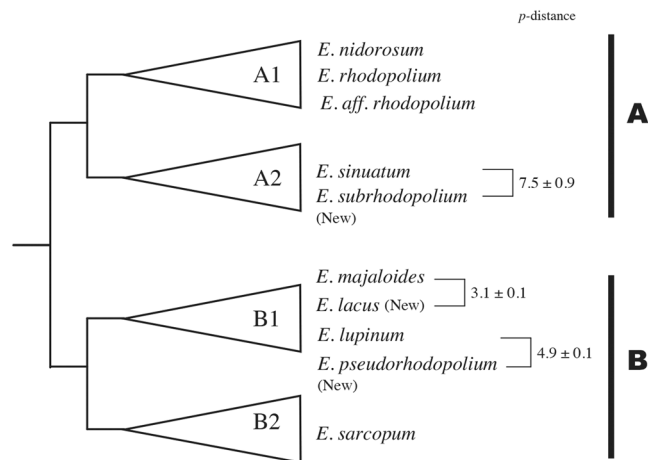 p-distance
A1
E. nidorosum
E. rhodopolium
E. aff. rhodopolium
A
A2
E. sinuatum
E. subrhodopolium
(New)
7.5 ± 0.9
B1
E. majaloides
E. lacus (New)
3.1 ± 0.1
E. lupinum
E. pseudorhodopolium
(New)
4.9 ± 0.1
B
B2
E. sarcopum